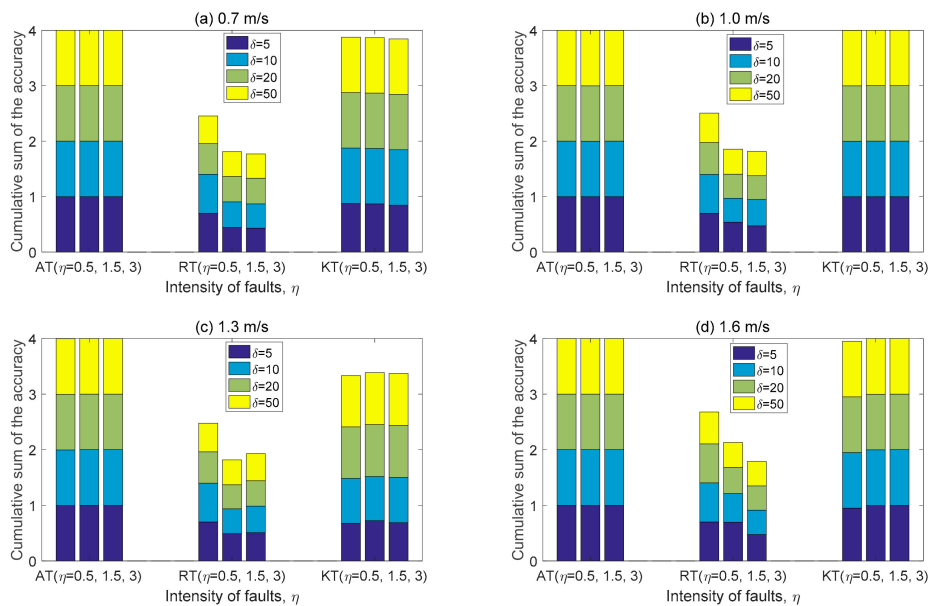 (a) 0.7 m/s
Cumulative sum of the accuracy
4
3
2
1
0
δ=5
δ=10
δ=20
δ=50
AT(η=0.5, 1.5, 3)
RT(η=0.5, 1.5, 3)
KT(η=0.5, 1.5, 3)
Intensity of faults, η
(b) 1.0 m/s
Cumulative sum of the accuracy
4
3
2
1
0
δ=5
δ=10
δ=20
δ=50
AT(η=0.5, 1.5, 3)
RT(η=0.5, 1.5, 3)
KT(η=0.5, 1.5, 3)
Intensity of faults, η
(c) 1.3 m/s
Cumulative sum of the accuracy
4
3
2
1
0
δ=5
δ=10
δ=20
δ=50
AT(η=0.5, 1.5, 3)
RT(η=0.5, 1.5, 3)
KT(η=0.5, 1.5, 3)
Intensity of faults, η
(d) 1.6 m/s
Cumulative sum of the accuracy
4
3
2
1
0
δ=5
δ=10
δ=20
δ=50
AT(η=0.5, 1.5, 3)
RT(η=0.5, 1.5, 3)
KT(η=0.5, 1.5, 3)
Intensity of faults, η